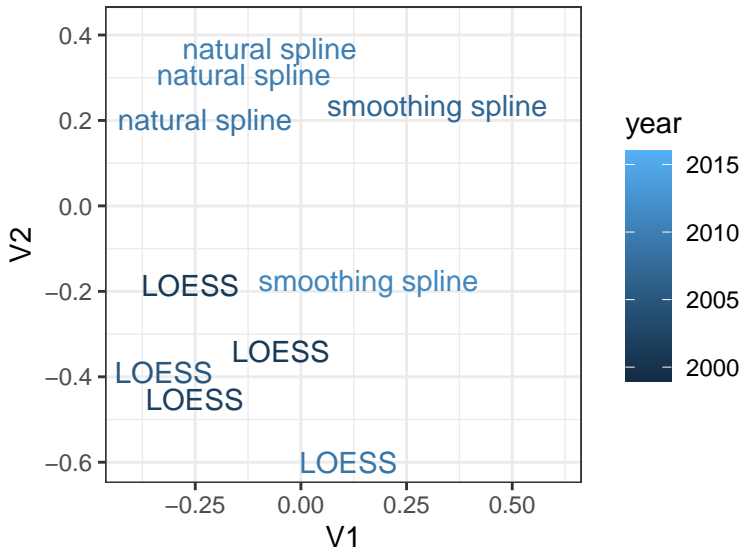 0.4
0.2
0.0
−0.2
−0.4
−0.6
V2
natural spline
natural spline
smoothing spline
natural spline
LOESS
smoothing spline
LOESS
LOESS
LOESS
LOESS
−0.25
0.00
0.25
0.50
V1
year
2015
2010
2005
2000